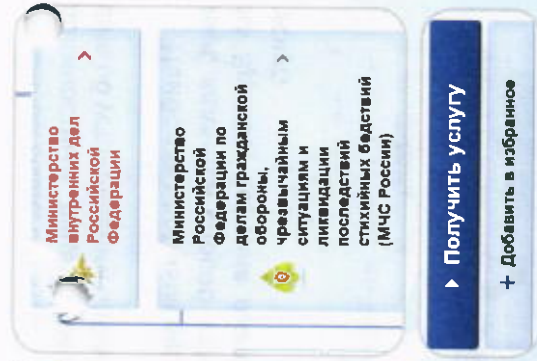 Министерство
внутренних дел
Российской
Федерации
Министерство
Российской
Федерации по
делам гражданской
обороны,
чрезвычайным
ситуациям и
ликвидации
последствий
стихийных бедствий
(МЧС России)
Получить услугу
+ Добавить в избранное